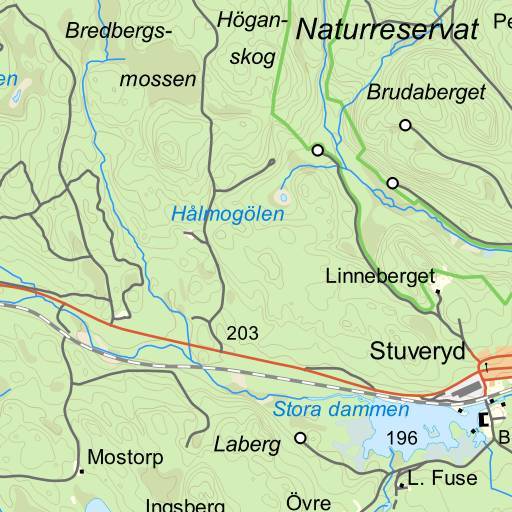 Bredbergs-
mossen
Högan-
skog
Naturreservat
Brudaberget
Hålmogölen
Linneberget
203
Stuveryd
Stora dammen
196
Laberg
Mostorp
L. Fuse
Ingsberg
Övre